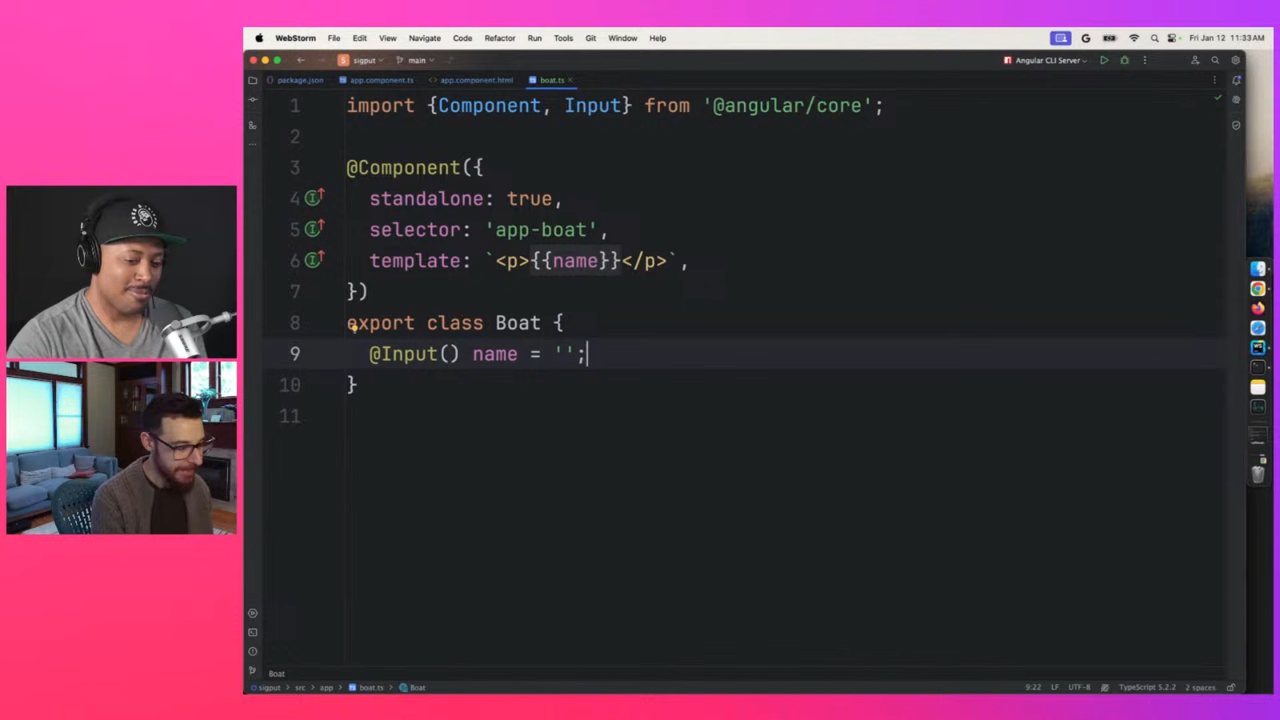 WebStorm File Edit View Navigate Code Refactor Run Tools Git Window Help Fri Jan 12 11:33AM
sigput main Angular CLI Server
package.json app.component.ts app.component.html boat.ts
1 import {Component, Input} from '@angular/core';
2
3 @Component({
4 standalone: true,
5 selector: 'app-boat',
6 template: `<p>{{name}}</p>`,
7 })
8 export class Boat {
9 @Input() name = '';
10 }
11
Boat
sigput > src > app > boat.ts > Boat 9:22 LF UTF-8 TypeScript 5.2.2 2 spaces